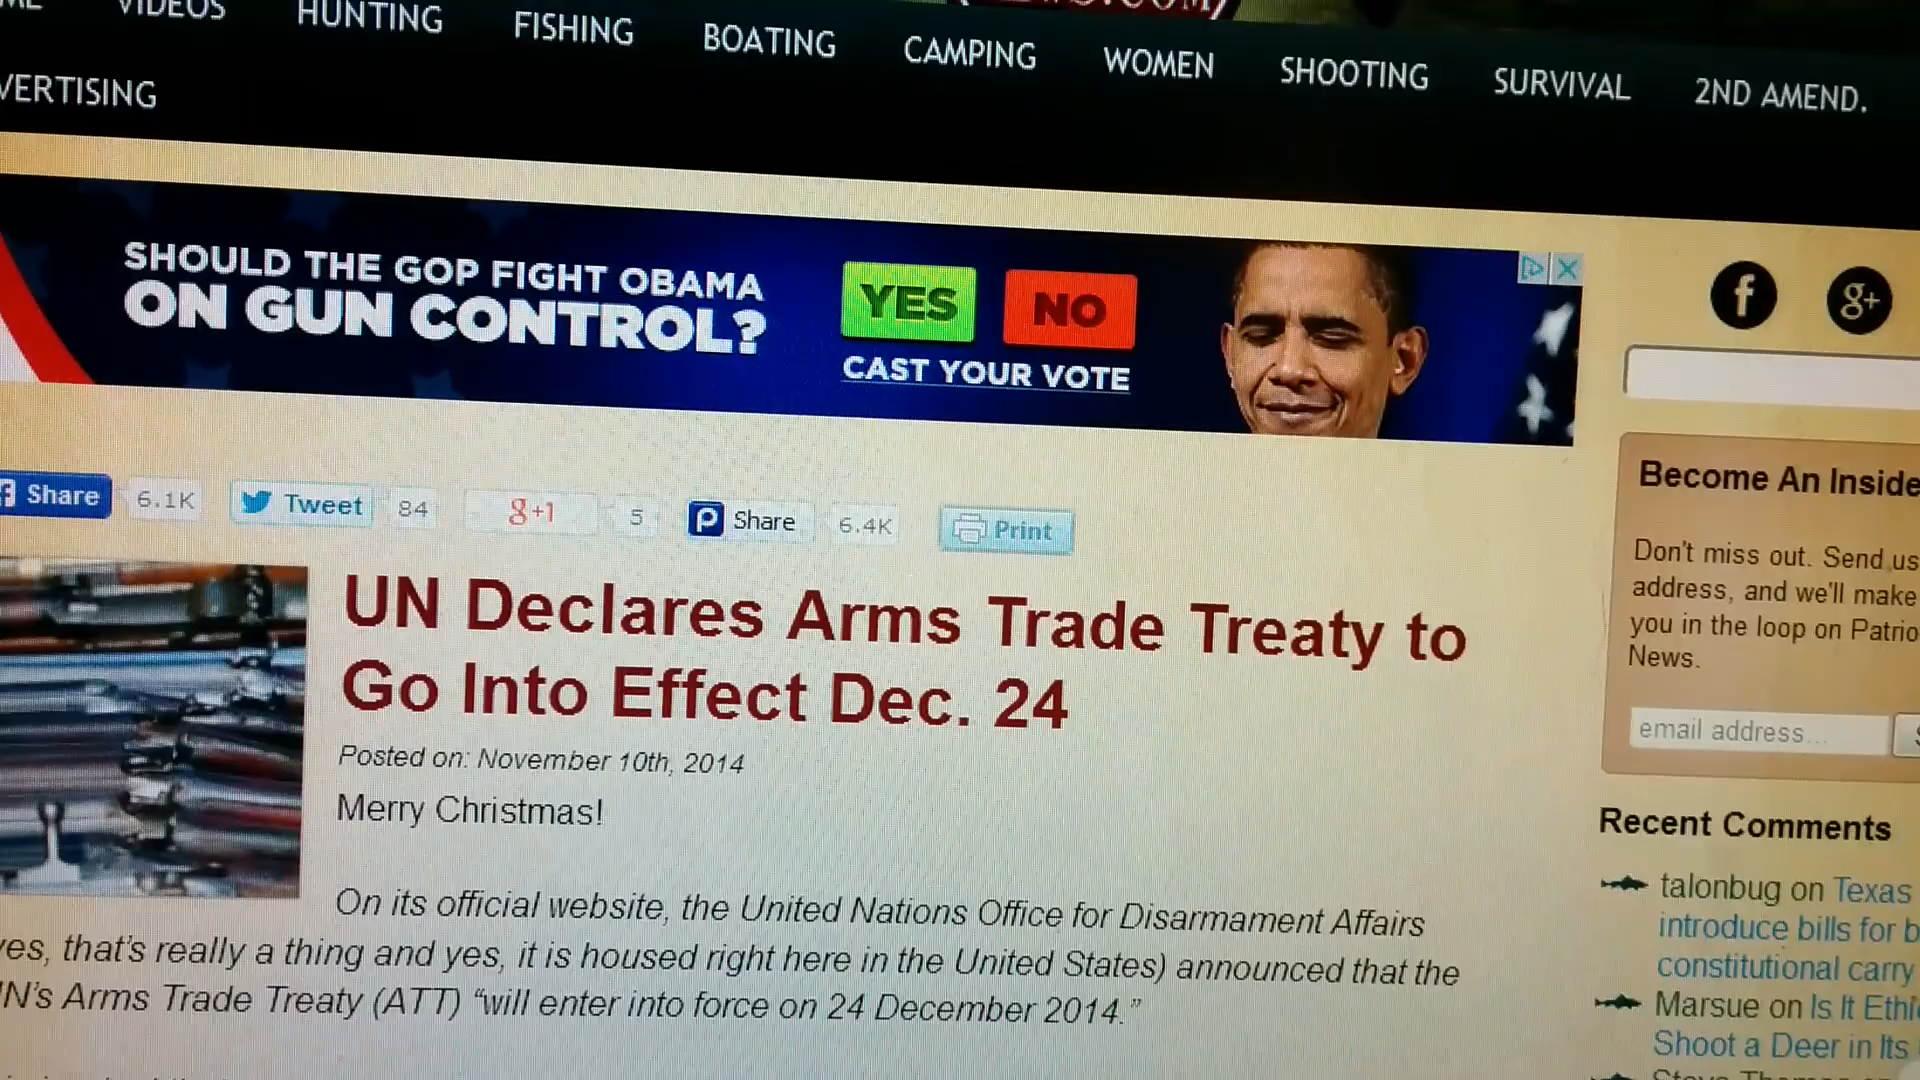 VIDEOS HUNTING FISHING BOATING CAMPING WOMEN SHOOTING SURVIVAL 2ND AMEND.
VERTISING
SHOULD THE GOP FIGHT OBAMA
ON GUN CONTROL?
YES NO
CAST YOUR VOTE
f g+
f Share 6.1K Tweet 84 g+1 5 P Share 6.4K Print
UN Declares Arms Trade Treaty to
Go Into Effect Dec. 24
Posted on: November 10th, 2014
Merry Christmas!
On its official website, the United Nations Office for Disarmament Affairs
yes, that's really a thing and yes, it is housed right here in the United States) announced that the
N's Arms Trade Treaty (ATT) “will enter into force on 24 December 2014.”
Become An Inside
Don't miss out. Send us
address, and we'll make
you in the loop on Patrio
News.
email address...
Recent Comments
talonbug on Texas
introduce bills for b
constitutional carry
Marsue on Is It Ethi
Shoot a Deer in Its